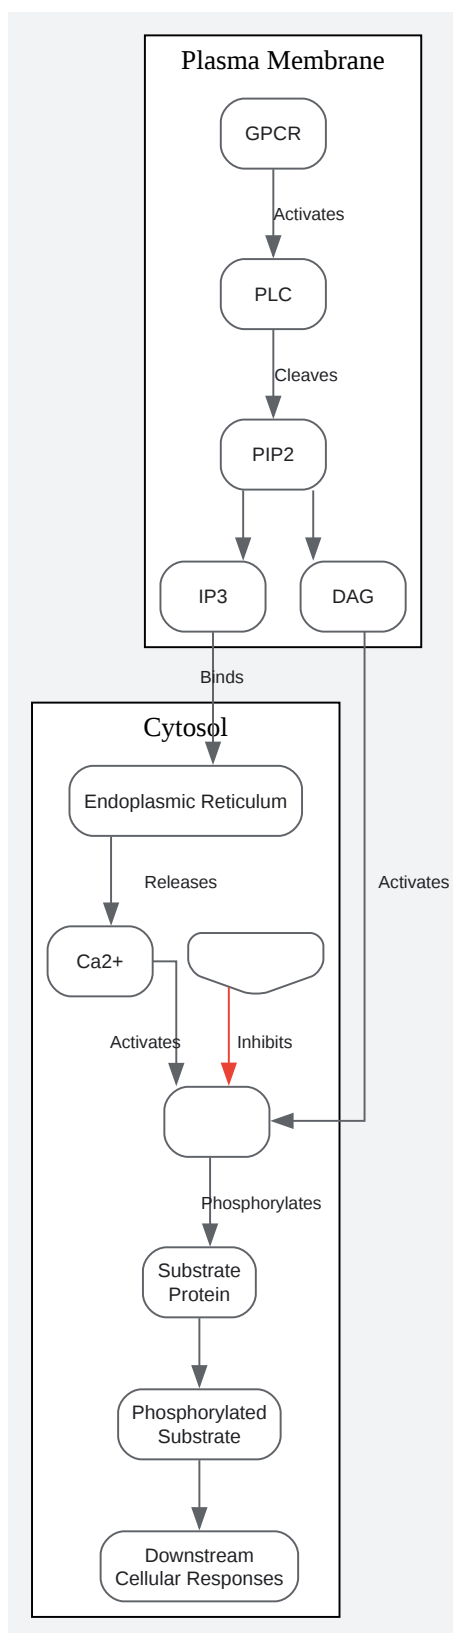 Plasma Membrane
GPCR
Activates
PLC
Cleaves
PIP2
IP3
DAG
Binds
Cytosol
Endoplasmic Reticulum
Releases
Activates
Ca2+
Activates
Inhibits
Phosphorylates
Substrate
Protein
Phosphorylated
Substrate
Downstream
Cellular Responses